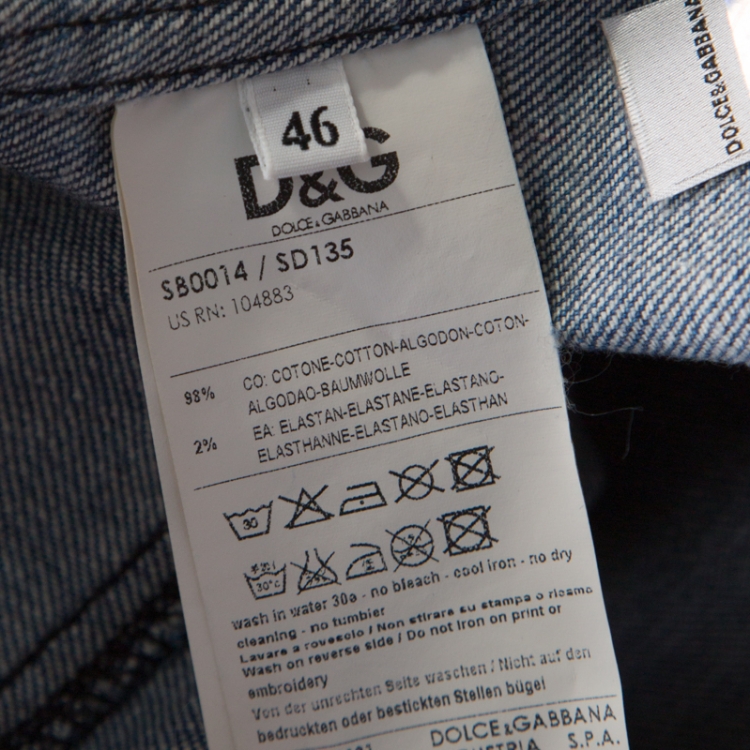 DOLCE&GABBANA
46
D&G
DOLCE & GABBANA
SB0014 / SD135
US RN: 104883
98% CO: COTONE-COTTON-ALGODON-COTON-
ALGODAO-BAUMWOLLE
2% EA: ELASTAN-ELASTANE-ELASTANO-
ELASTHANNE-ELASTANO-ELASTHAN
30
30°C
wash in water 30a - no bleach - cool iron - no dry
cleaning - no tumbler
Lavare a rovescio / Non stirare su stampa o ricamo
Wash on reverse side / Do not iron on print or
embroidery
Von der unrechten Seite waschen / Nicht auf den
bedruckten oder bestickten Stellen bügel
DOLCE&GABBANA
S.P.A.